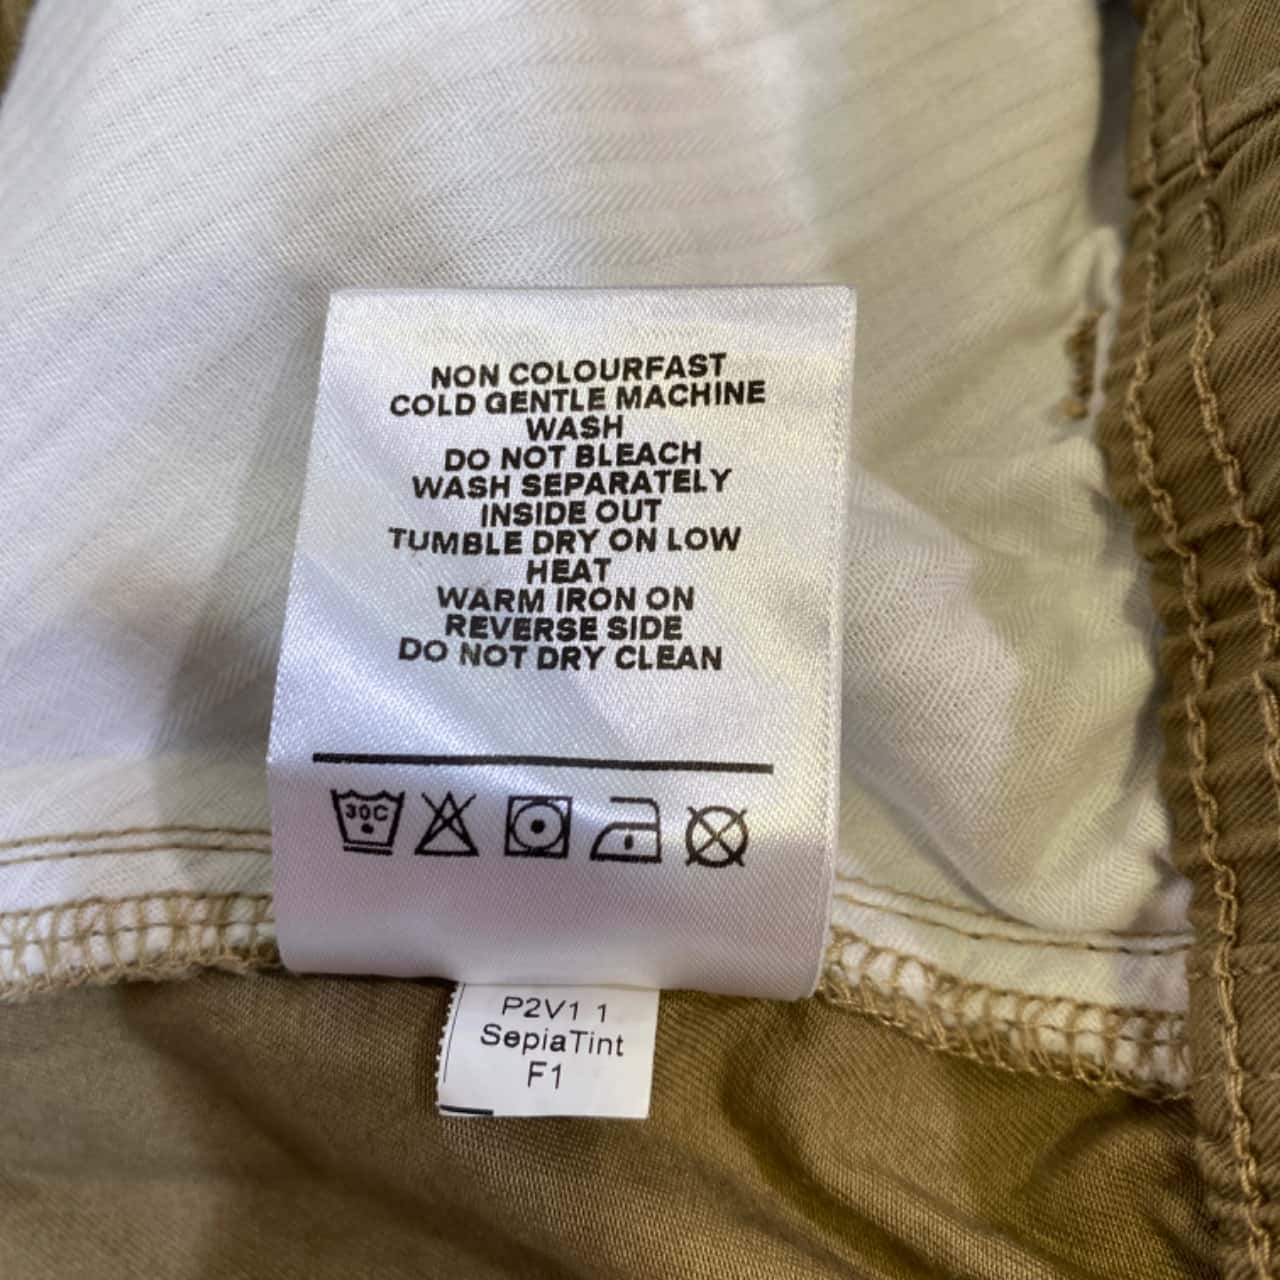 NON COLOURFAST
COLD GENTLE MACHINE
WASH
DO NOT BLEACH
WASH SEPARATELY
INSIDE OUT
TUMBLE DRY ON LOW
HEAT
WARM IRON ON
REVERSE SIDE
DO NOT DRY CLEAN
30C
P2V1 1
SepiaTint
F1